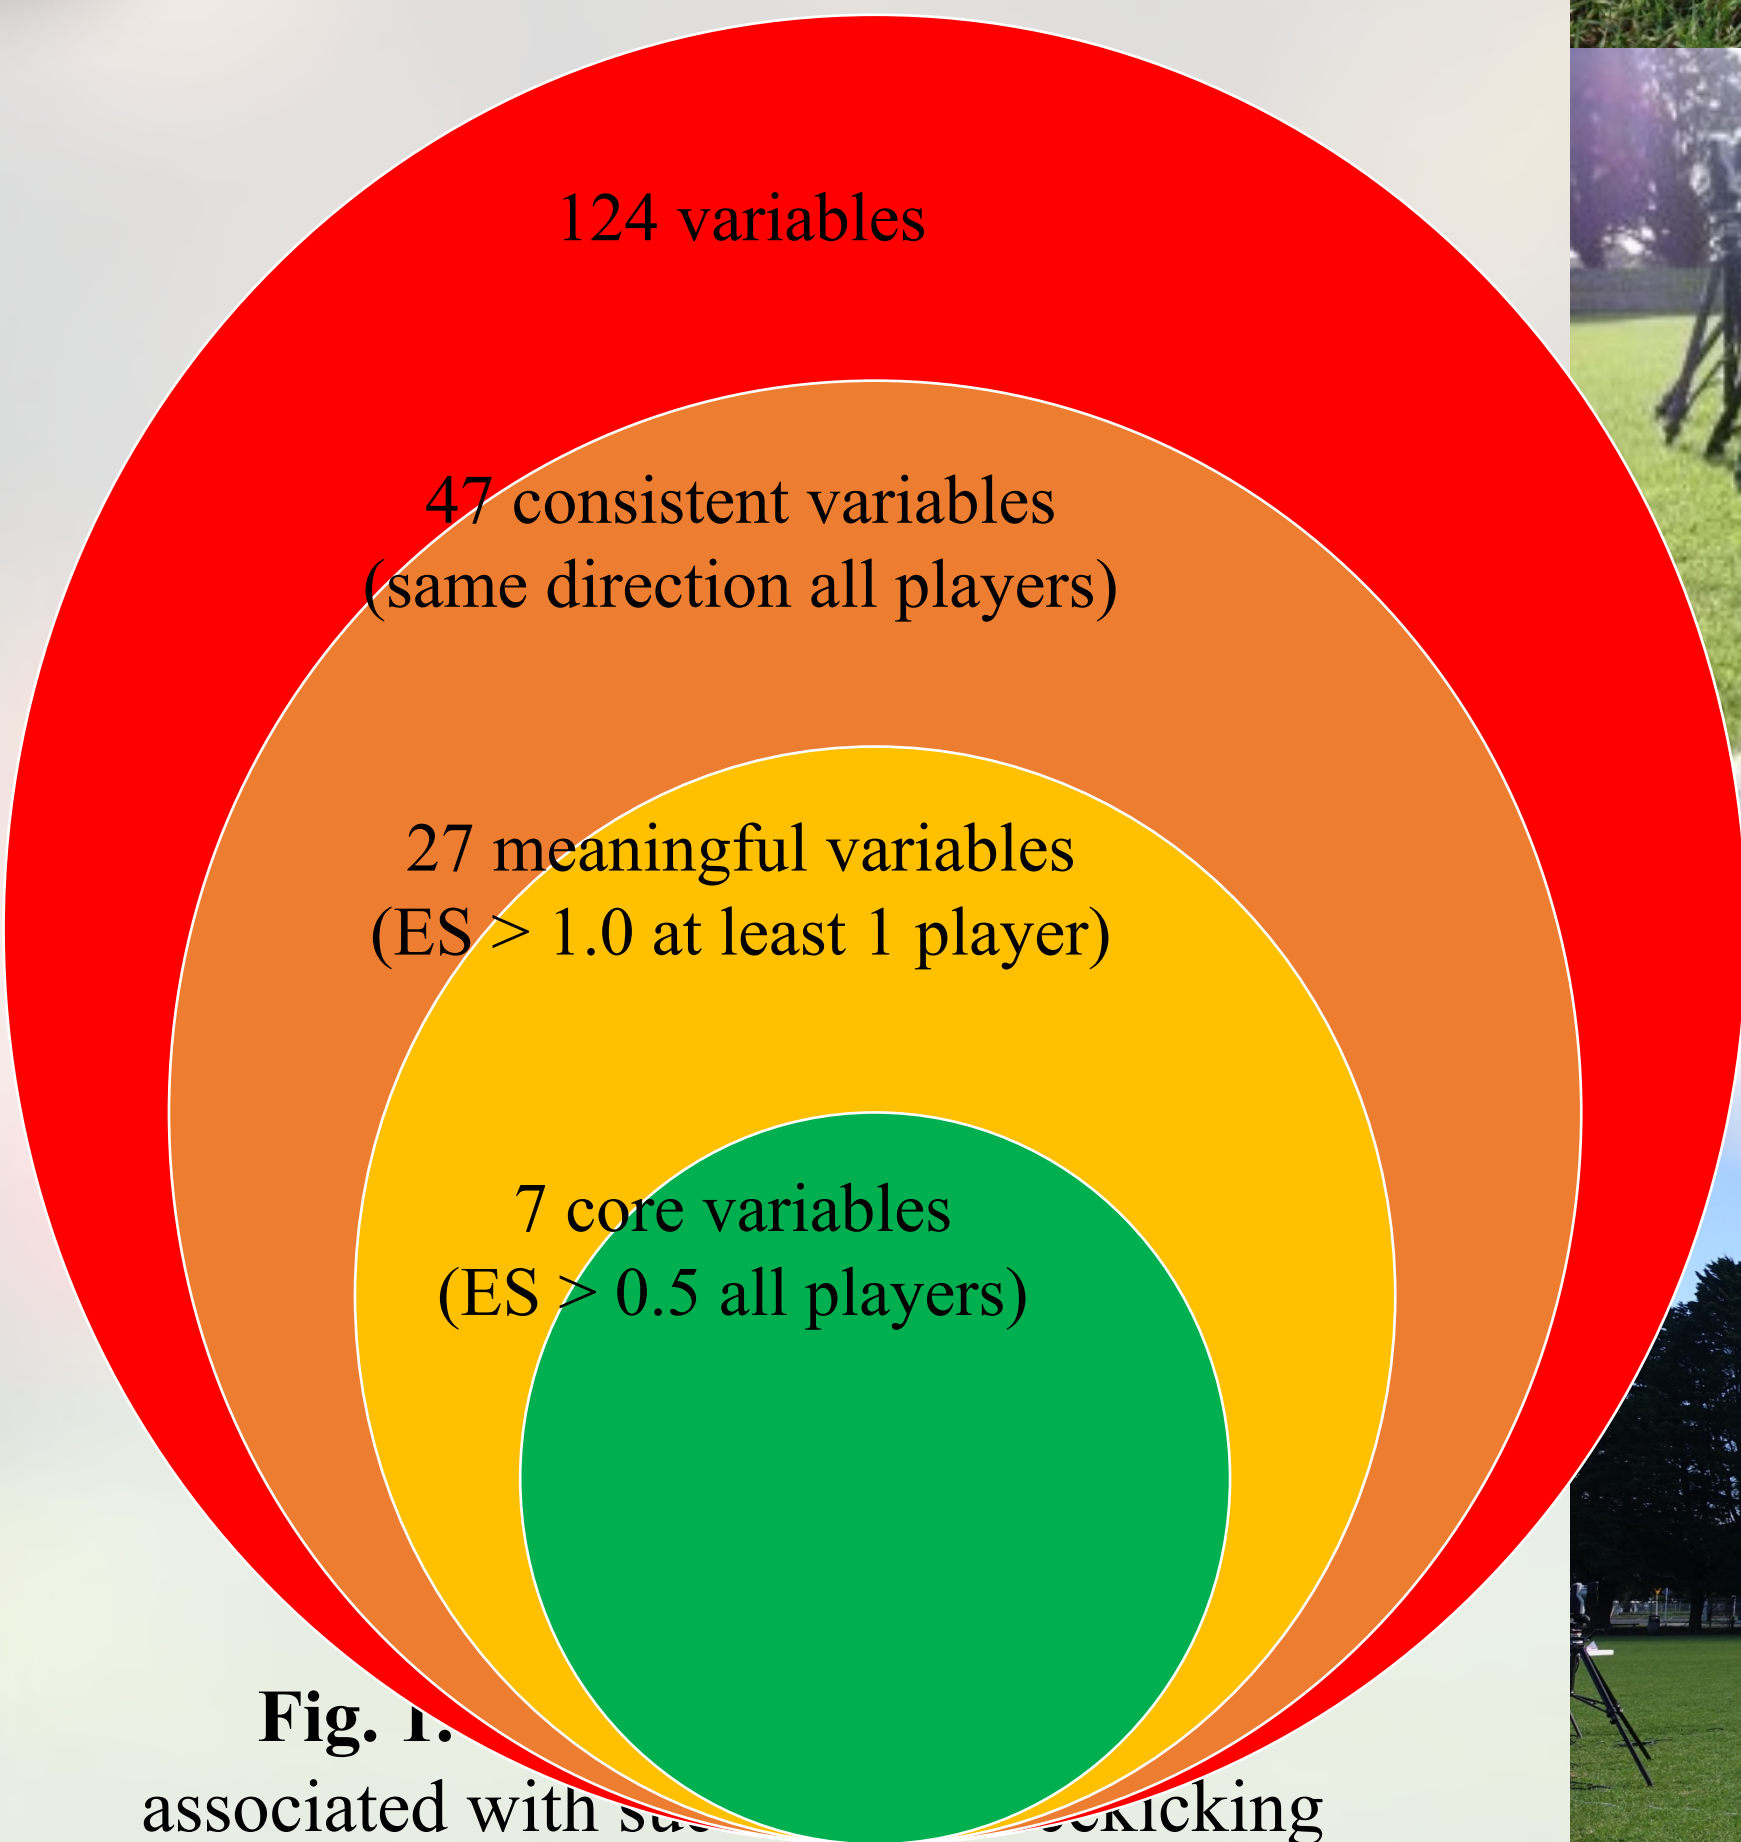 124 variables
47 consistent variables
(same direction all players)
27 meaningful variables
(ES > 1.0 at least 1 player)
7 core variables
(ES > 0.5 all players)
Fig. 1.
associated with